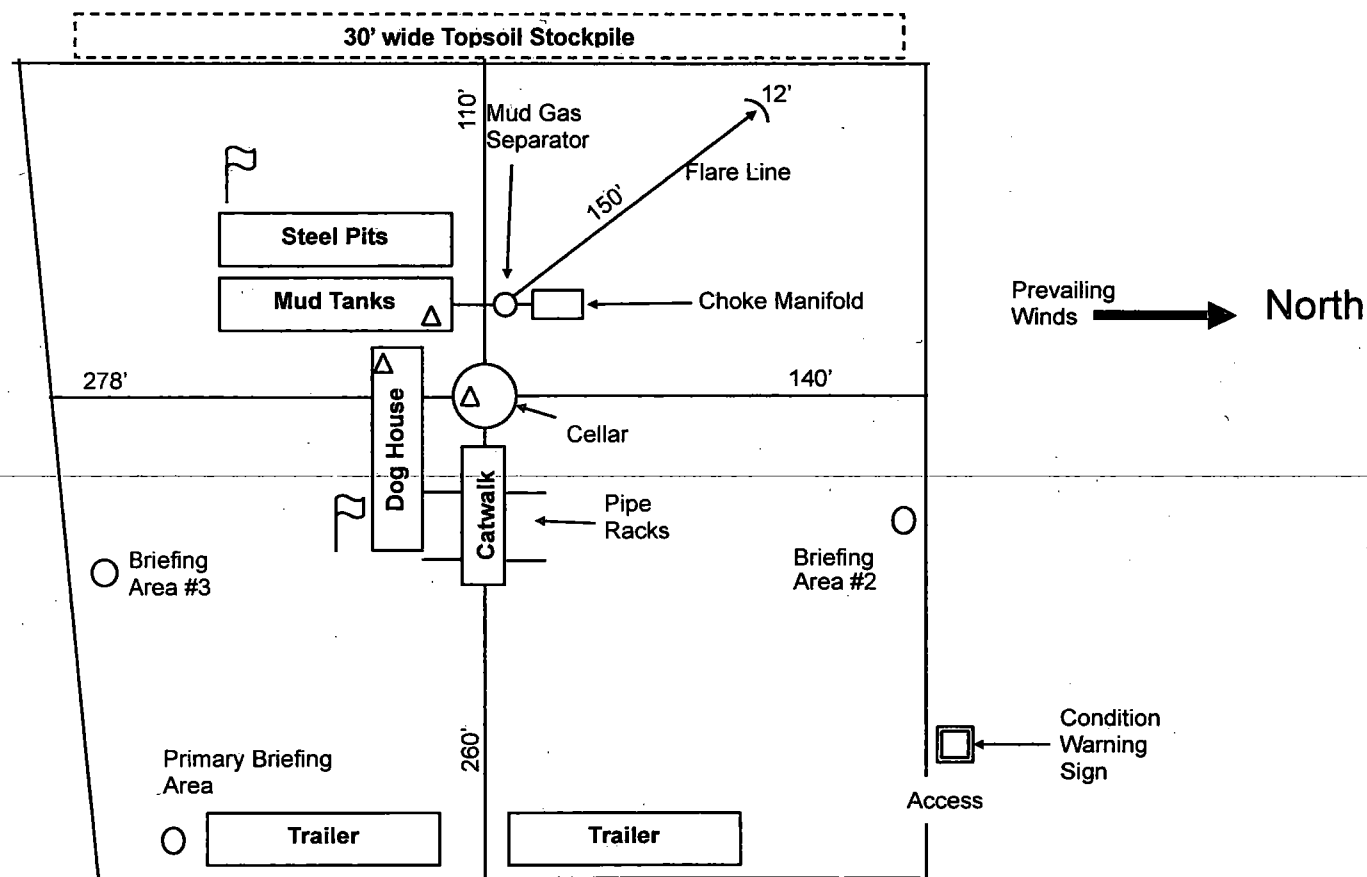 30' wide Topsoil Stockpile
110'
Mud Gas
Separator
12'
Flare Line
150'
Steel Pits
Mud Tanks
Choke Manifold
Prevailing
Winds
North
278'
140'
Dog House
Cellar
Catwalk
Pipe
Racks
Briefing
Area #3
Briefing
Area #2
260'
Condition
Warning
Sign
Primary Briefing
Area
Access
Trailer
Trailer